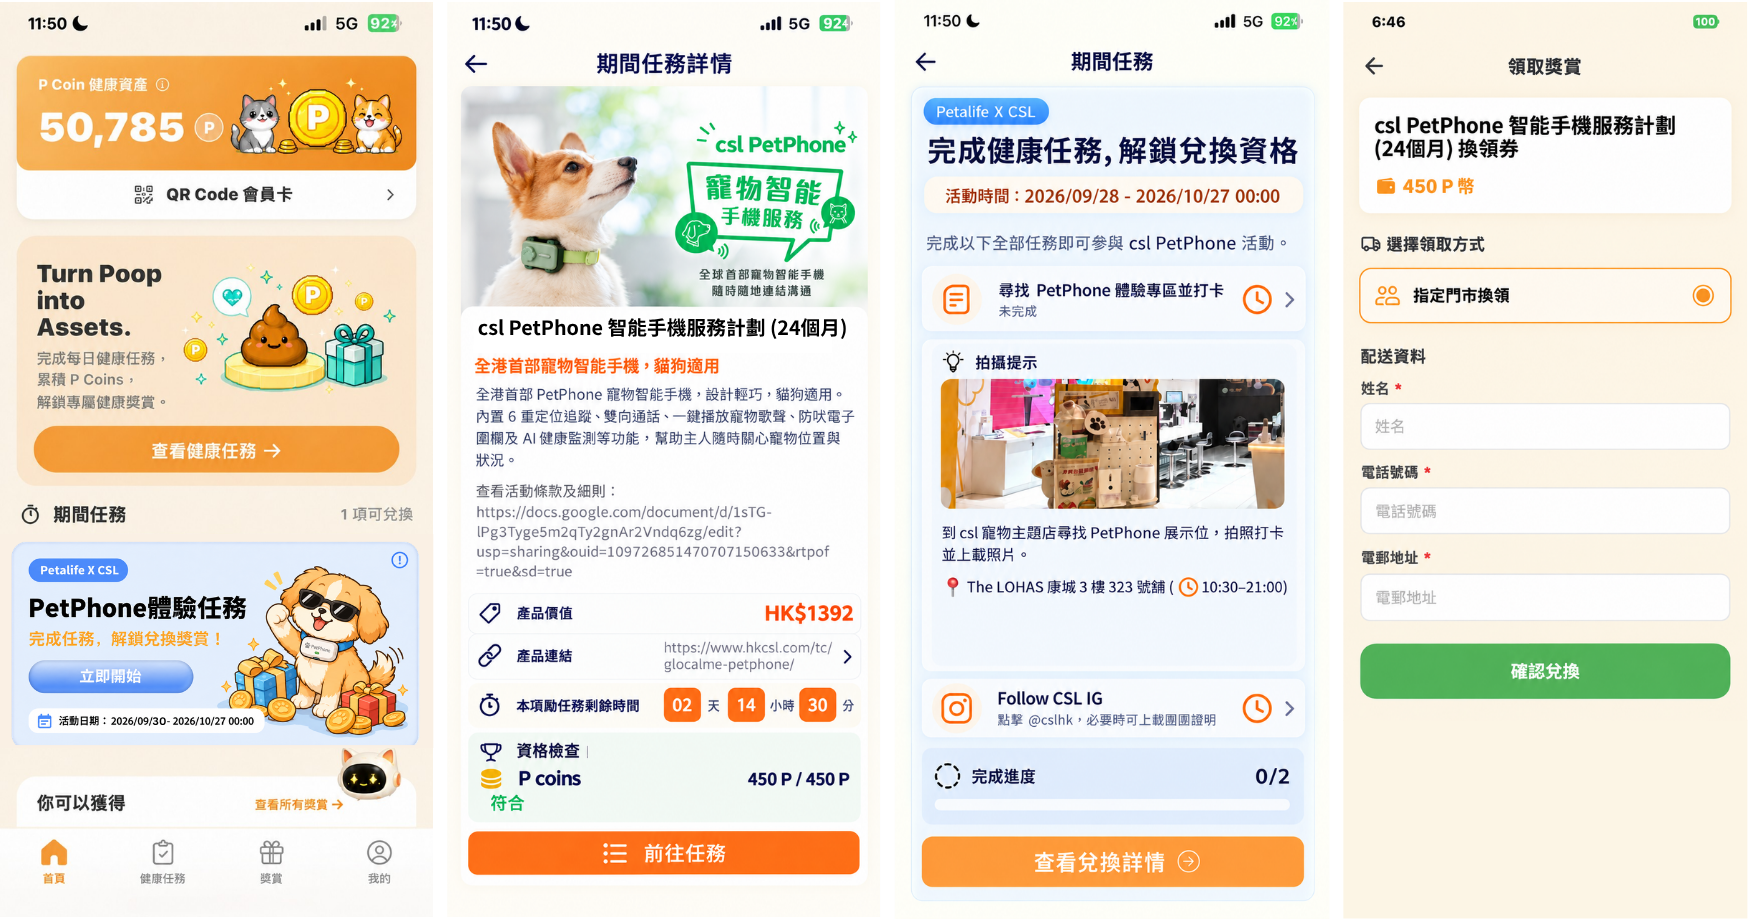 11:50
5G
92%
P Coin 健康資產
50,785
P
QR Code 會員卡
Turn Poop
into
Assets.
完成每日健康任務，
累積 P Coins，
解鎖專屬健康獎賞。
查看健康任務 →
期間任務
1 項可兌換
Petalife X CSL
PetPhone體驗任務
完成任務，解鎖兌換獎賞！
立即開始
PetPhone
活動日期： 2026/09/30- 2026/10/27 00:00
你可以獲得
查看所有獎賞 →
首頁
健康任務
獎賞
我的
11:50
5G
92
期間任務詳情
csl PetPhone
寵物智能
手機服務
全球首部寵物智能手機
隨時隨地連結溝通
csl PetPhone 智能手機服務計劃 (24個月)
全港首部寵物智能手機，貓狗適用
全港首部 PetPhone 寵物智能手機，設計輕巧，貓狗適用。
內置 6 重定位追蹤、雙向通話、一鍵播放寵物歌聲、防吠電子
圍欄及 AI 健康監測等功能，幫助主人隨時關心寵物位置與
狀況。
查看活動條款及細則：
https://docs.google.com/document/d/1sTG-
lPg3Tyge5m2qTy2gnAr2Vndq6zg/edit?
usp=sharing&ouid=109726851470707150633&rtpof
=true&sd=true
產品價值
HK$1392
產品連結
https://www.hkcsl.com/tc/
glocalme-petphone/
本項勵任務剩餘時間
02 天 14 小時 30 分
資格檢查
P coins
450 P / 450 P
符合
前往任務
11:50
5G
92%
期間任務
Petalife X CSL
完成健康任務, 解鎖兌換資格
活動時間：2026/09/28 - 2026/10/27 00:00
完成以下全部任務即可參與 csl PetPhone 活動。
尋找 PetPhone 體驗專區並打卡
未完成
拍攝提示
到 csl 寵物主題店尋找 PetPhone 展示位，拍照打卡
並上載照片。
The LOHAS 康城 3 樓 323 號舖 ( 10:30–21:00)
Follow CSL IG
點擊 @cslhk，必要時可上載團團證明
完成進度
0/2
查看兌換詳情
6:46
100
領取獎賞
csl PetPhone 智能手機服務計劃
(24個月) 換領券
450 P 幣
選擇領取方式
指定門市換領
配送資料
姓名 *
姓名
電話號碼 *
電話號碼
電郵地址 *
電郵地址
確認兌換